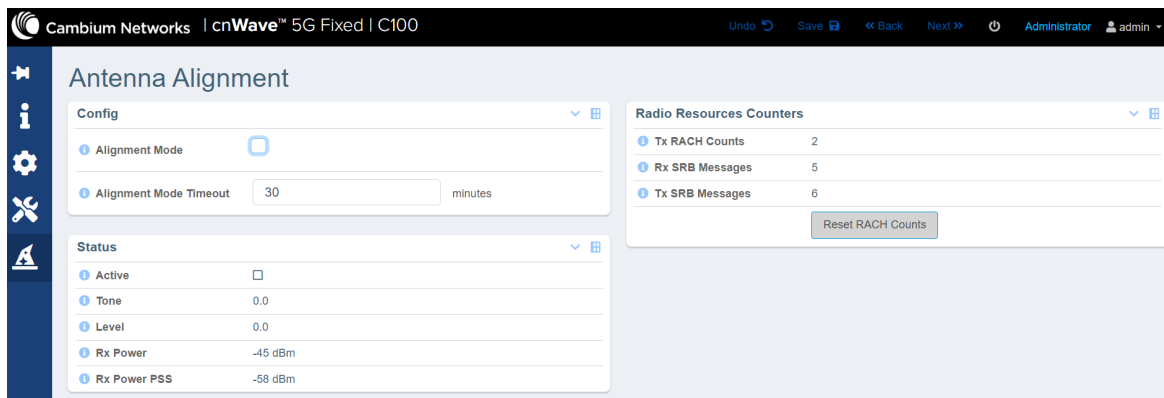 Cambium Networks | cnWave™ 5G Fixed | C100
Undo Save << Back Next >> Administrator admin
Antenna Alignment
Config
Alignment Mode
Alignment Mode Timeout 30 minutes
Status
Active
Tone 0.0
Level 0.0
Rx Power -45 dBm
Rx Power PSS -58 dBm
Radio Resources Counters
Tx RACH Counts 2
Rx SRB Messages 5
Tx SRB Messages 6
Reset RACH Counts